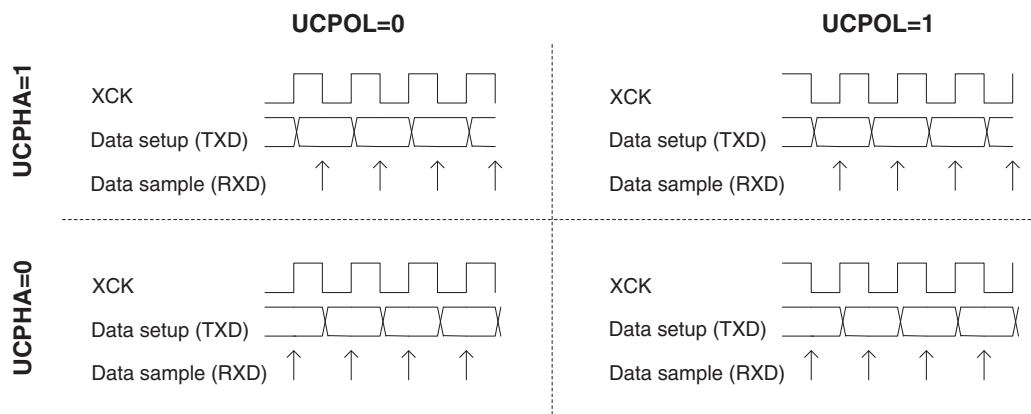 UCPOL=0
UCPOL=1
UCPHA=1
XCK
Data setup (TXD)
Data sample (RXD)
XCK
Data setup (TXD)
Data sample (RXD)
UCPHA=0
XCK
Data setup (TXD)
Data sample (RXD)
XCK
Data setup (TXD)
Data sample (RXD)